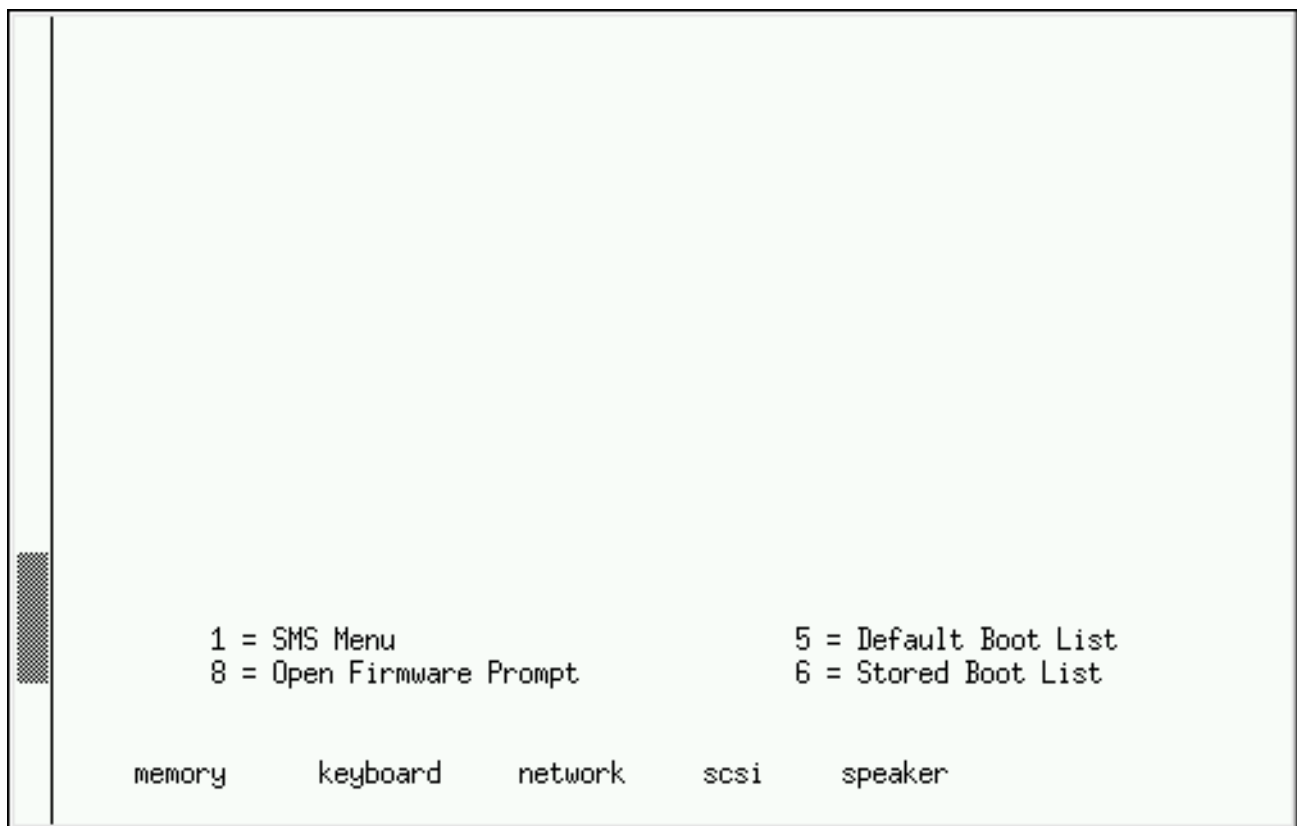 1 = SMS Menu 5 = Default Boot List
8 = Open Firmware Prompt 6 = Stored Boot List
memory keyboard network scsi speaker